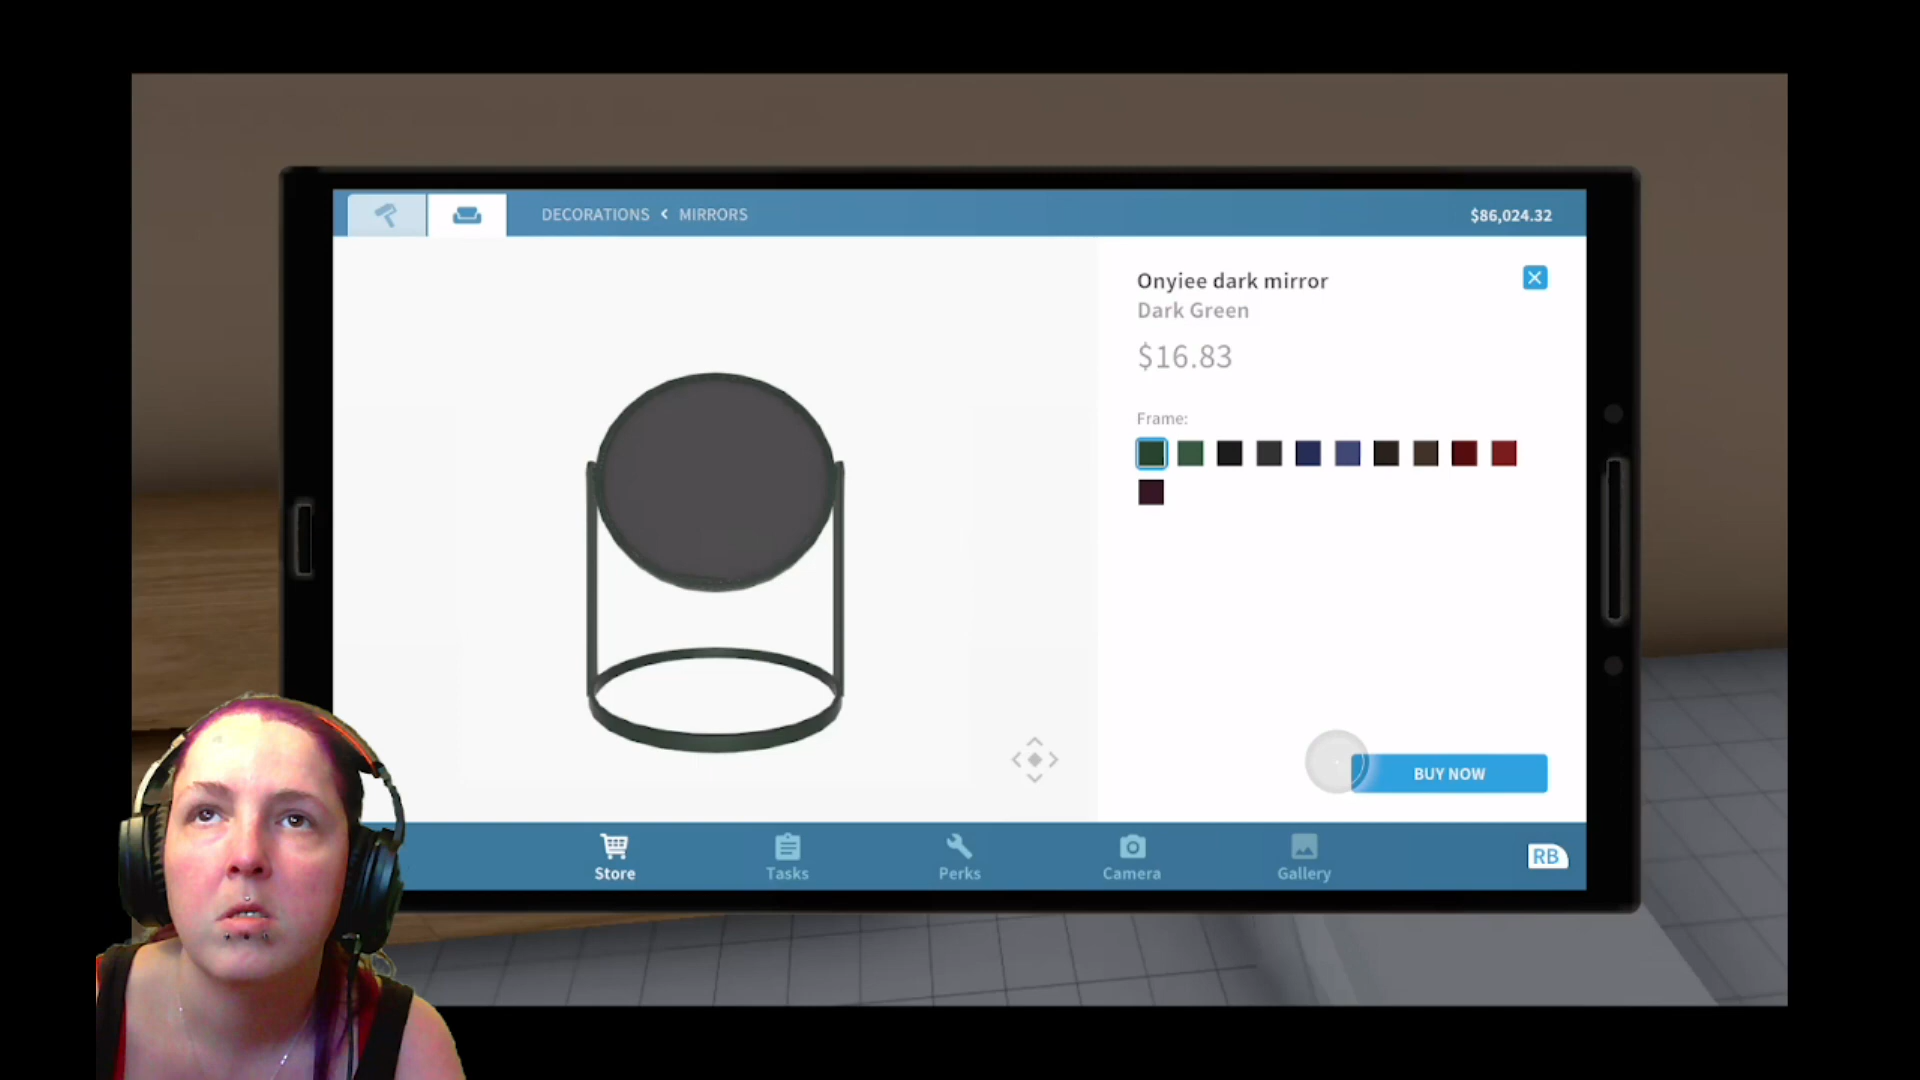 DECORATIONS < MIRRORS
$86,024.32
Onyiee dark mirror
Dark Green
$16.83
Frame:
BUY NOW
Store
Tasks
Perks
Camera
Gallery
RB